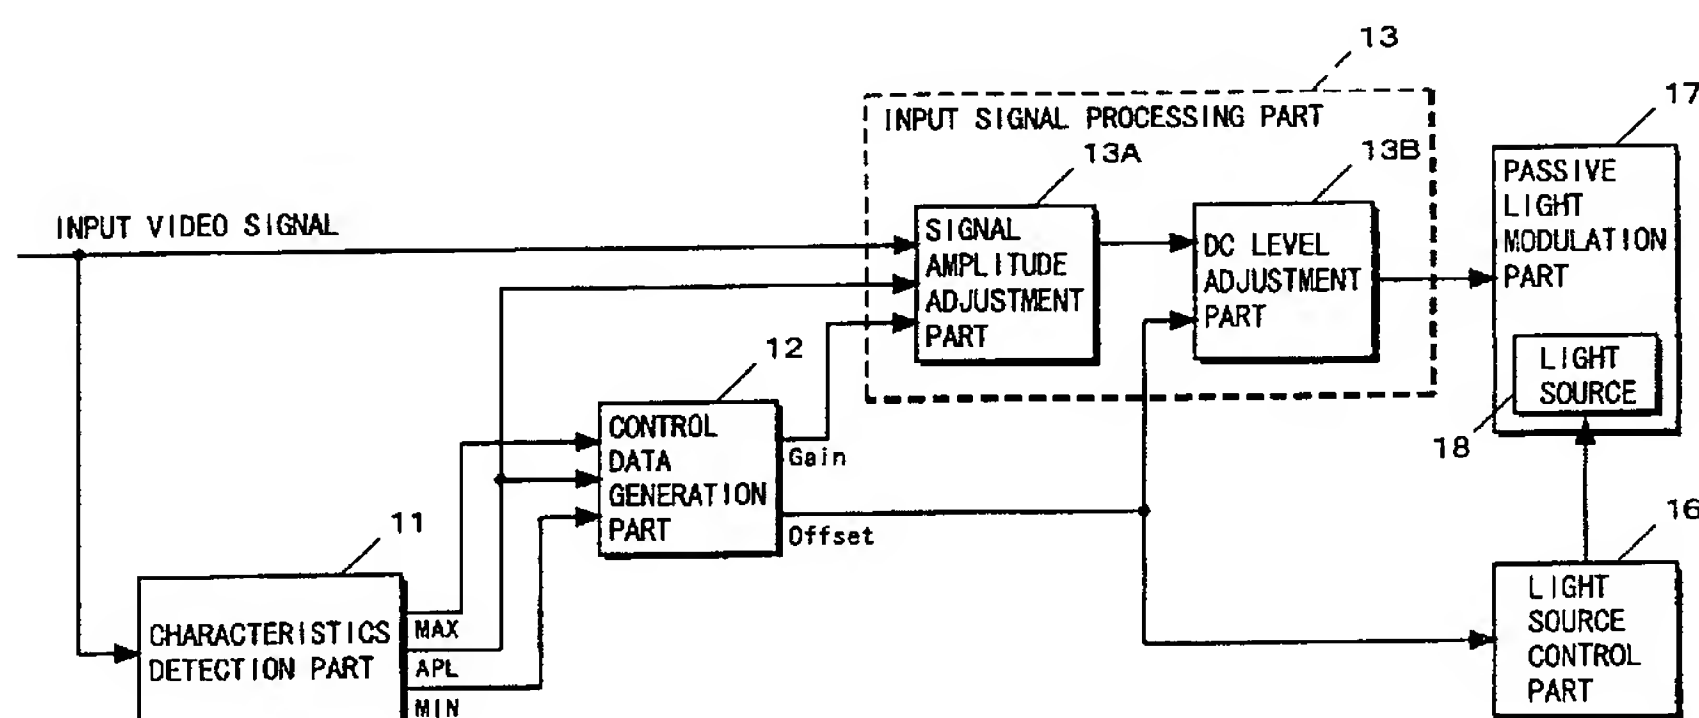 13
INPUT SIGNAL PROCESSING PART
17
13A
13B
PASSIVE
LIGHT
MODULATION
PART
INPUT VIDEO SIGNAL
SIGNAL
AMPLITUDE
ADJUSTMENT
PART
DC LEVEL
ADJUSTMENT
PART
12
LIGHT
SOURCE
18
CONTROL
DATA
GENERATION
PART
Gain
Offset
11
16
CHARACTERISTICS
DETECTION PART
MAX
APL
MIN
LIGHT
SOURCE
CONTROL
PART